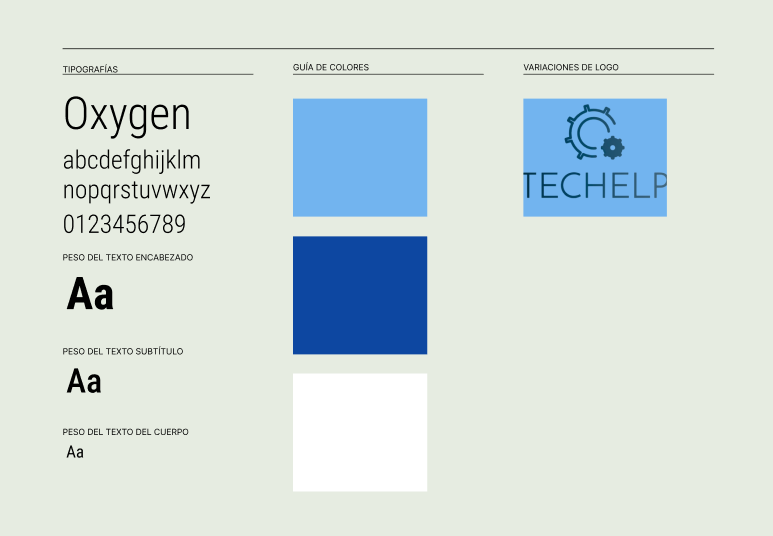 TIPOGRAFÍAS
Oxygen
abcdefghijklm
nopqrstuvwxyz
0123456789
PESO DEL TEXTO ENCABEZADO
Aa
PESO DEL TEXTO SUBTÍTULO
Aa
PESO DEL TEXTO DEL CUERPO
Aa
GUÍA DE COLORES
VARIACIONES DE LOGO
TECHELP